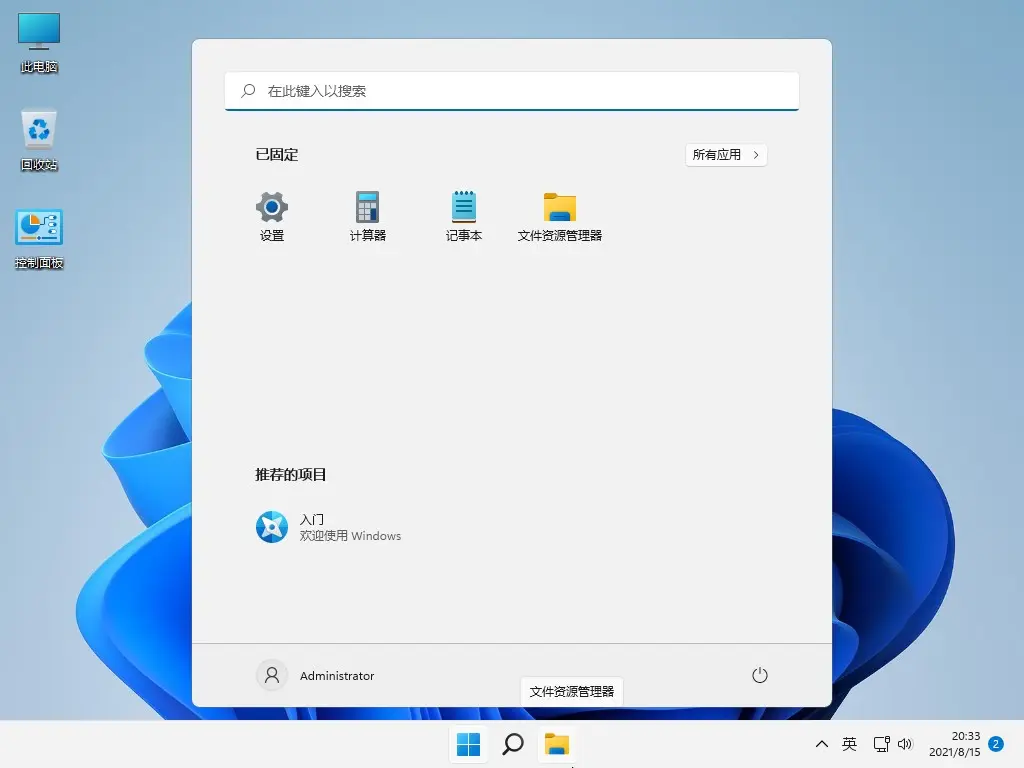 此电脑
回收站
控制面板
在此键入以搜索
已固定
所有应用
设置
计算器
记事本
文件资源管理器
推荐的项目
入门
欢迎使用 Windows
Administrator
文件资源管理器
英
20:33
2021/8/15
2